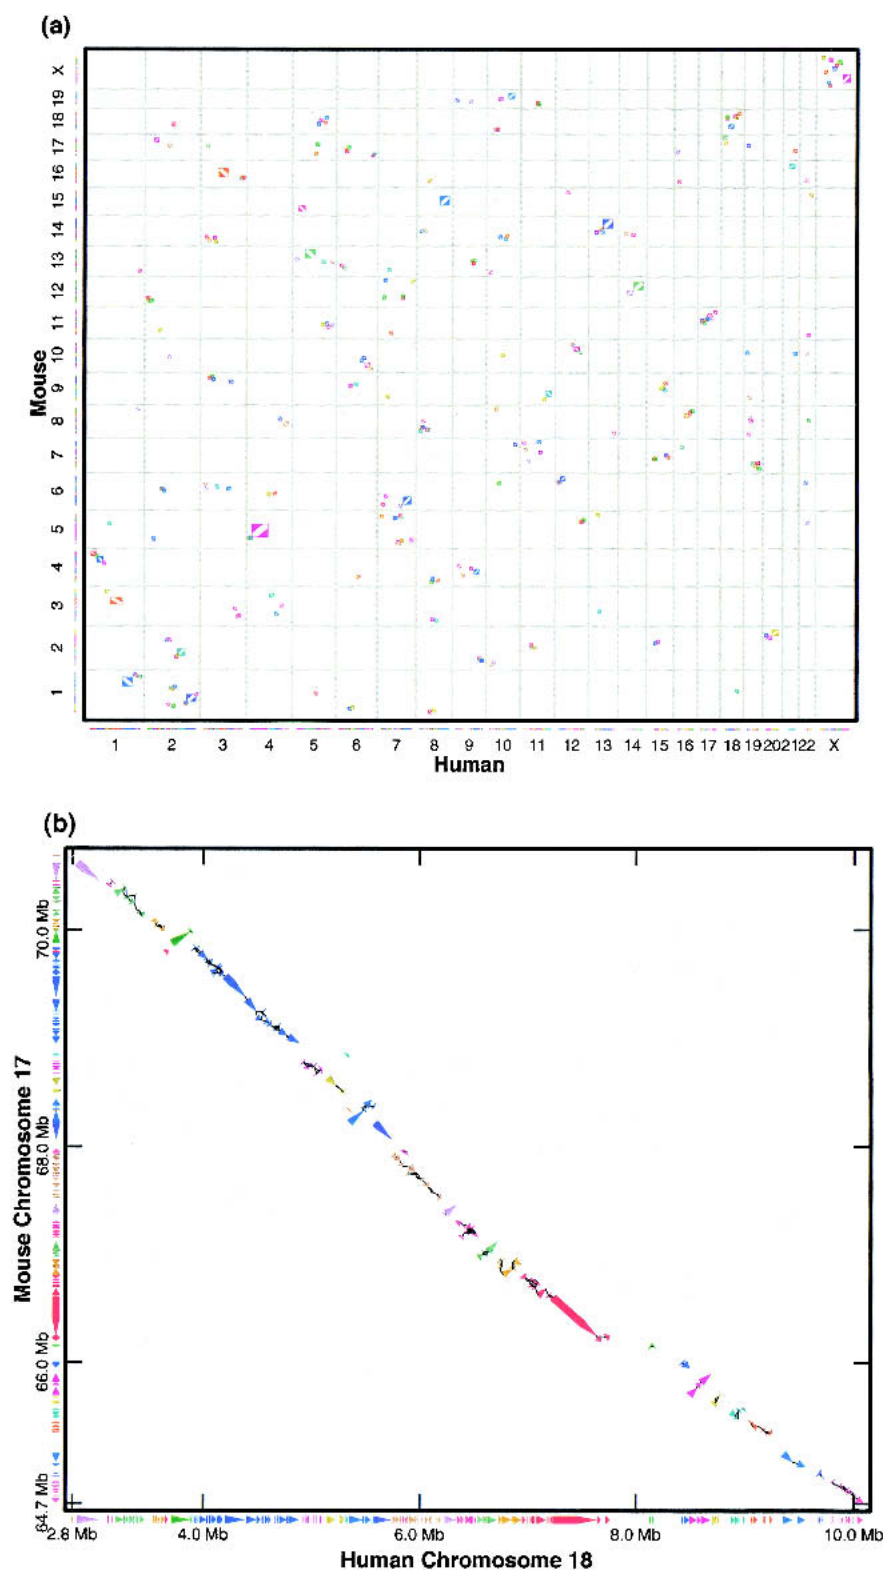 (a)
X
19
18
17
16
15
14
13
12
11
10
9
8
7
6
5
4
3
2
1
Mouse
1 2 3 4 5 6 7 8 9 10 11 12 13 14 15 16 17 18 19 202 122 X
Human
(b)
70.0 Mb
68.0 Mb
66.0 Mb
64.7 Mb
Mouse Chromosome 17
2.8 Mb 4.0 Mb 6.0 Mb 8.0 Mb 10.0 Mb
Human Chromosome 18